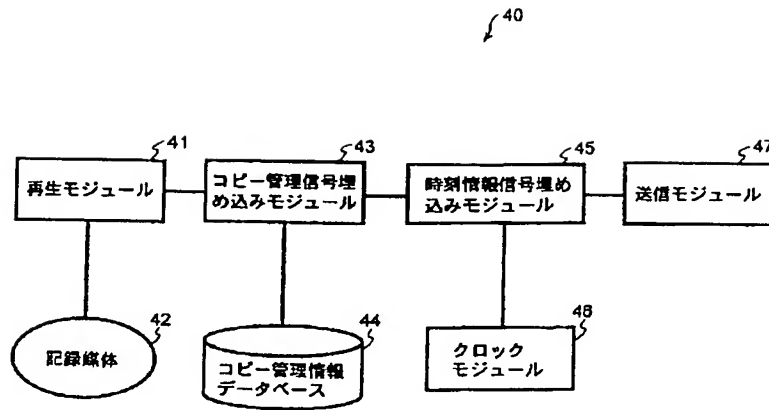 40
41
再生モジュール
43
コピー管理信号埋
め込みモジュール
45
時刻情報信号埋め
込みモジュール
47
送信モジュール
42
記録媒体
44
コピー管理情報
データベース
46
クロック
モジュール